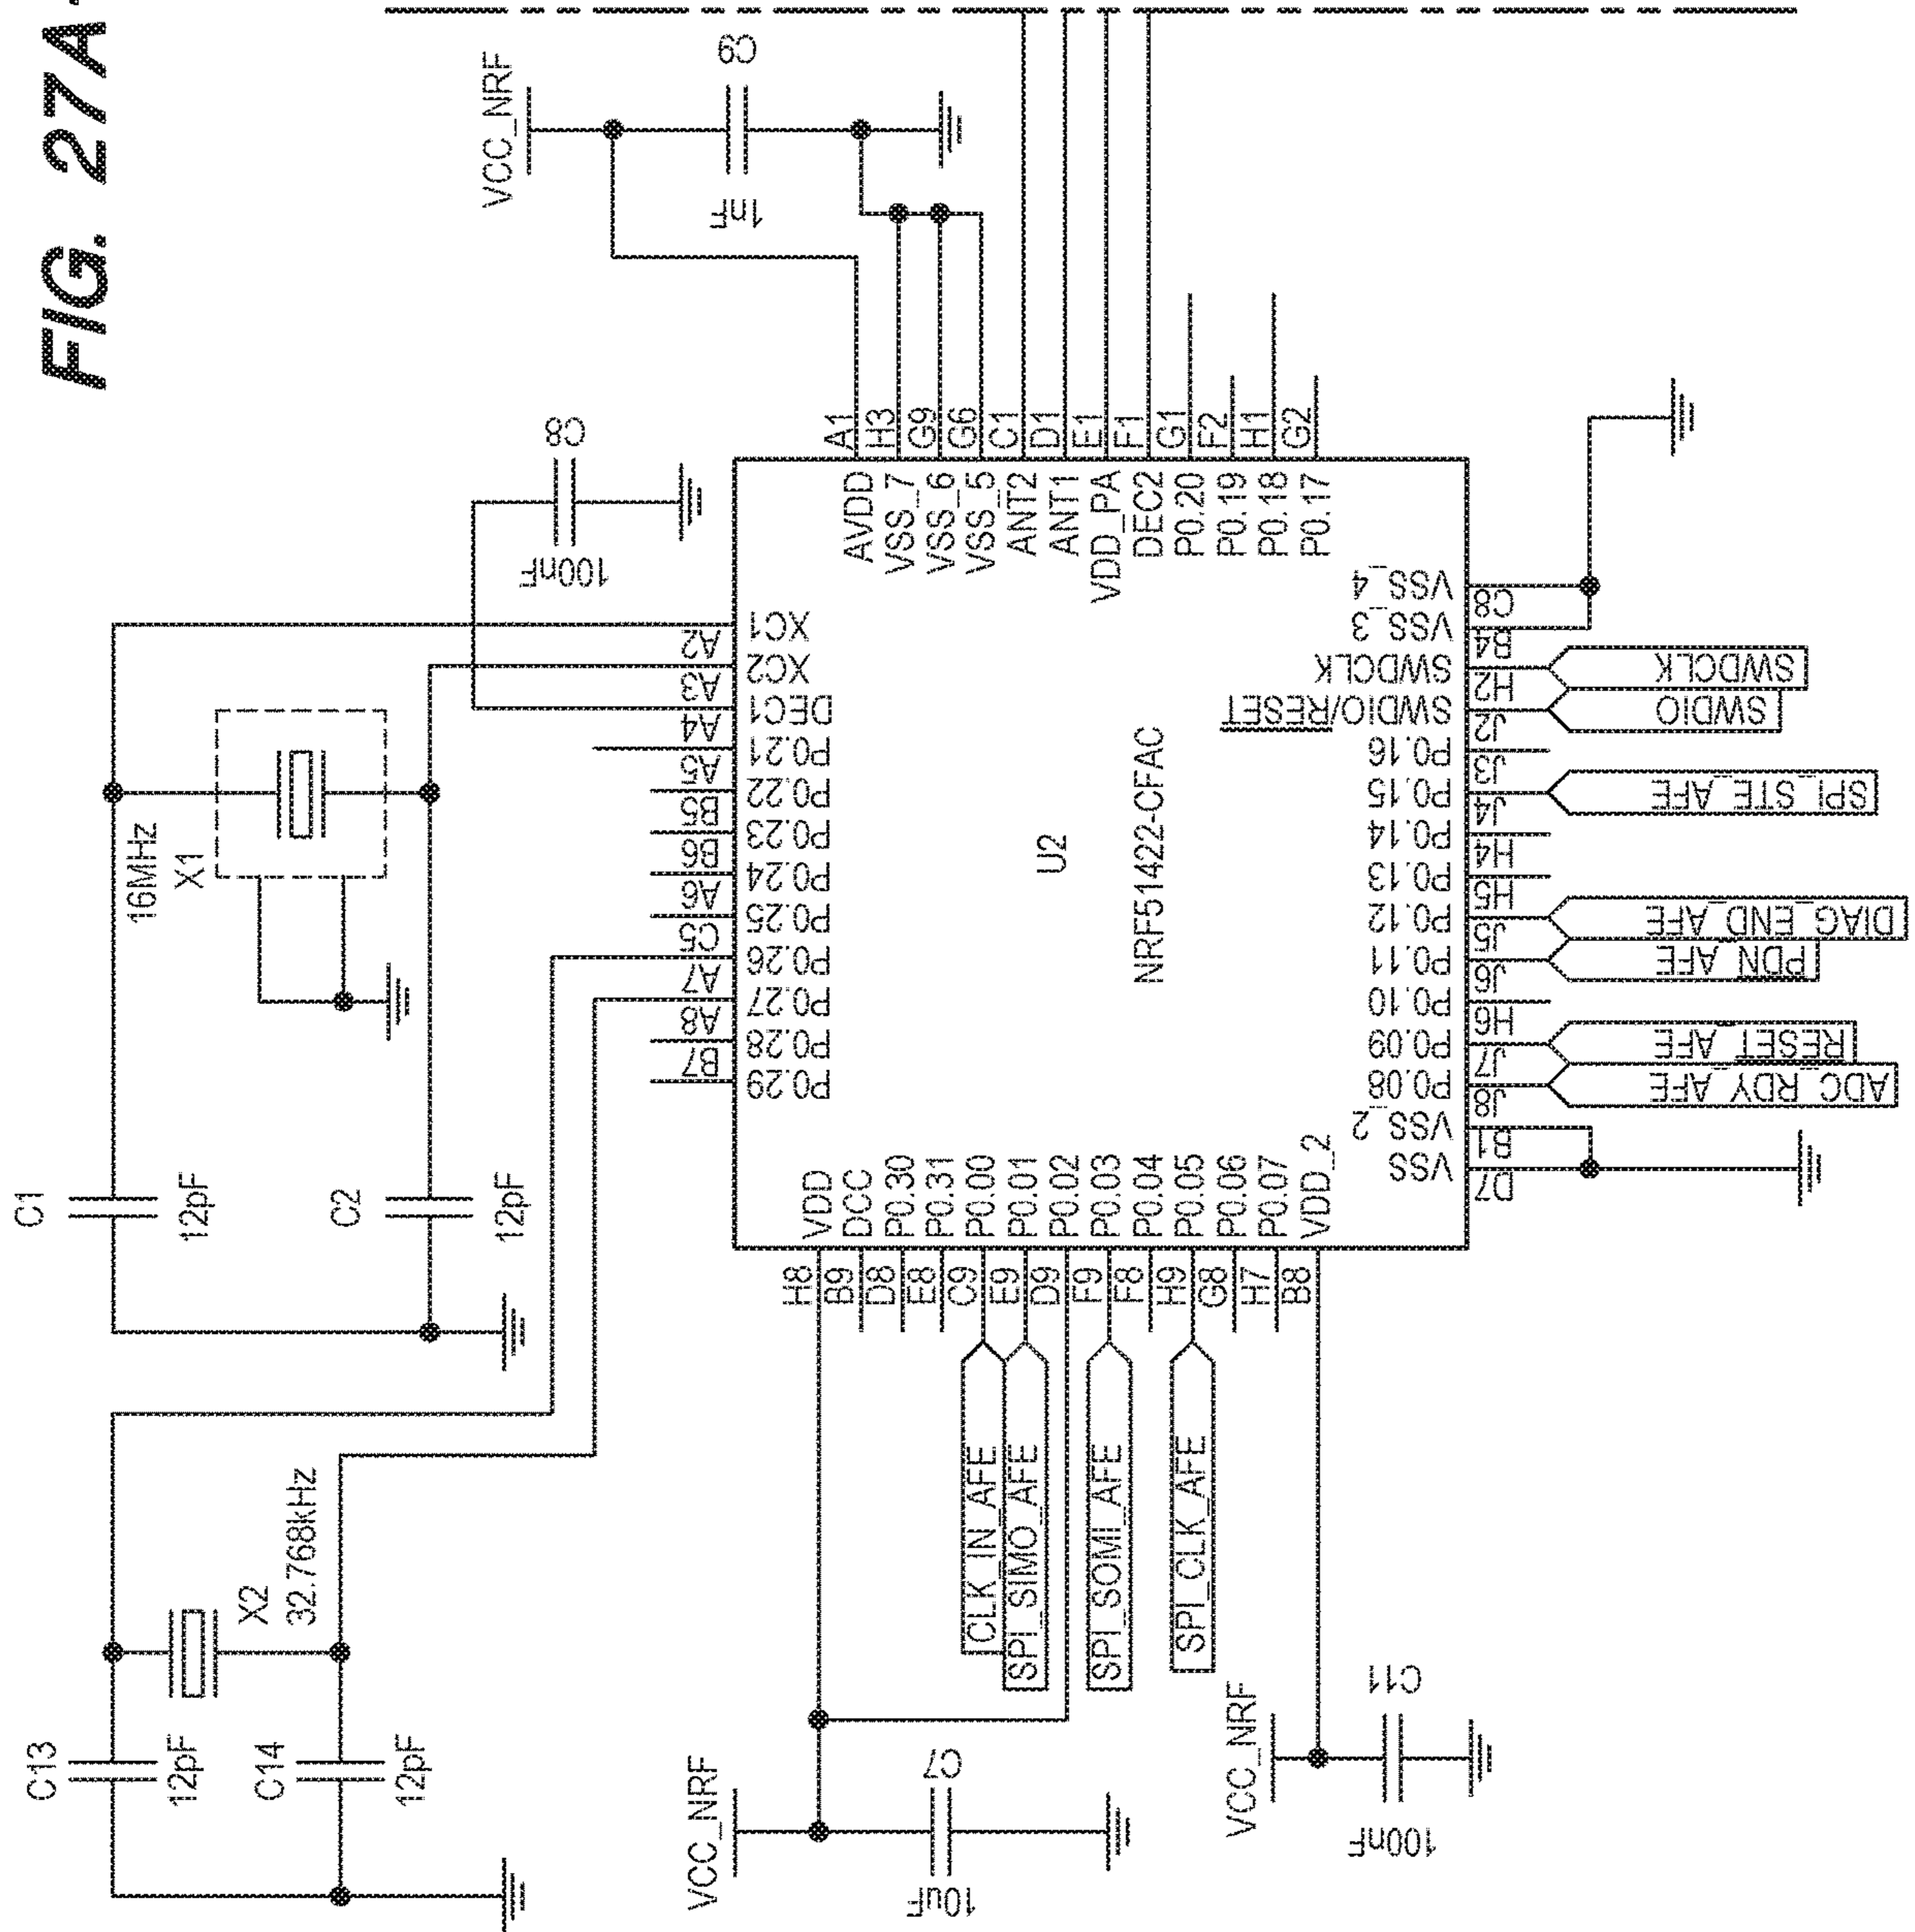 FIG. 27A
VCC_NRF
C9
1nF
C8
100nF
16MHz
X1
C1
12pF
C2
12pF
C13
12pF
C14
12pF
X2
32.768kHz
A2 XC1
A3 XC2
A4 DEC1
A5 P0.21
B5 P0.22
B6 P0.23
A6 P0.24
C5 P0.25
A7 P0.26
A8 P0.27
B7 P0.28
P0.29
AVDD A1
VSS_7 H3
VSS_6 G9
VSS_5 G6
ANT2 C1
ANT1 D1
VDD_PA E1
DEC2 F1
P0.20 G1
P0.19 F2
P0.18 H1
P0.17 G2
U2
NRF51422-CFAC
H8 VDD
B9 DCC
D8 P0.30
E8 P0.31
C9 P0.00
E9 P0.01
D9 P0.02
F9 P0.03
F8 P0.04
H9 P0.05
G8 P0.06
H7 P0.07
B8 VDD_2
VSS_4 C8
VSS_3 B4
SWDCLK H2
SWDIO/RESET J2
P0.16 J3
P0.15 J4
P0.14 H4
P0.13 H5
P0.12 J5
P0.11 J6
P0.10 H6
P0.09 J7
P0.08 J8
VSS_2 B1
VSS D7
SWDCLK
SWDIO
SPI_STE_AFE
DIAG_END_AFE
PDN_AFE
RESET_AFE
ADC_RDY_AFE
CLK_IN_AFE
SPI_SIMO_AFE
SPI_SOMI_AFE
SPI_CLK_AFE
VCC_NRF
C7
10uF
VCC_NRF
C11
100nF